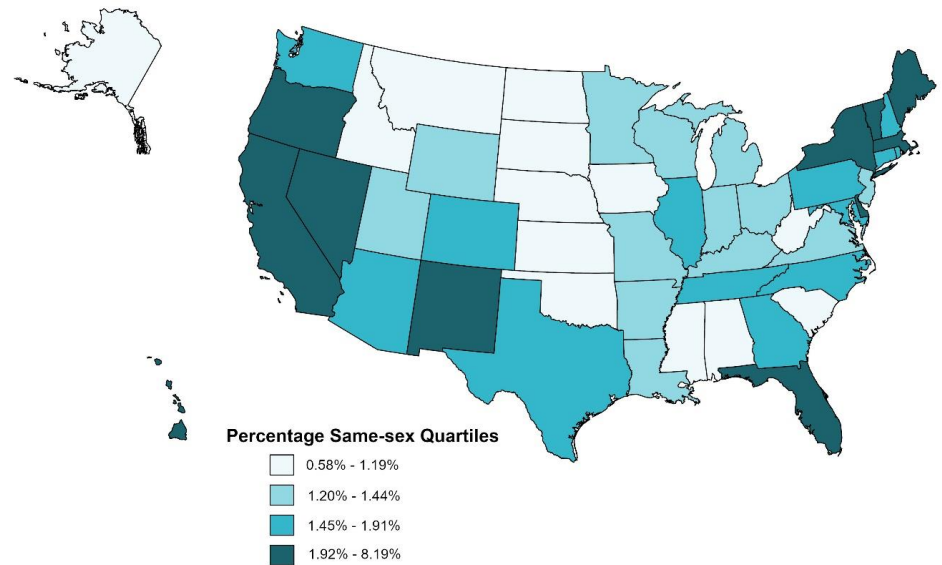 Percentage Same-sex Quartiles
0.58% - 1.19%
1.20% - 1.44%
1.45% - 1.91%
1.92% - 8.19%